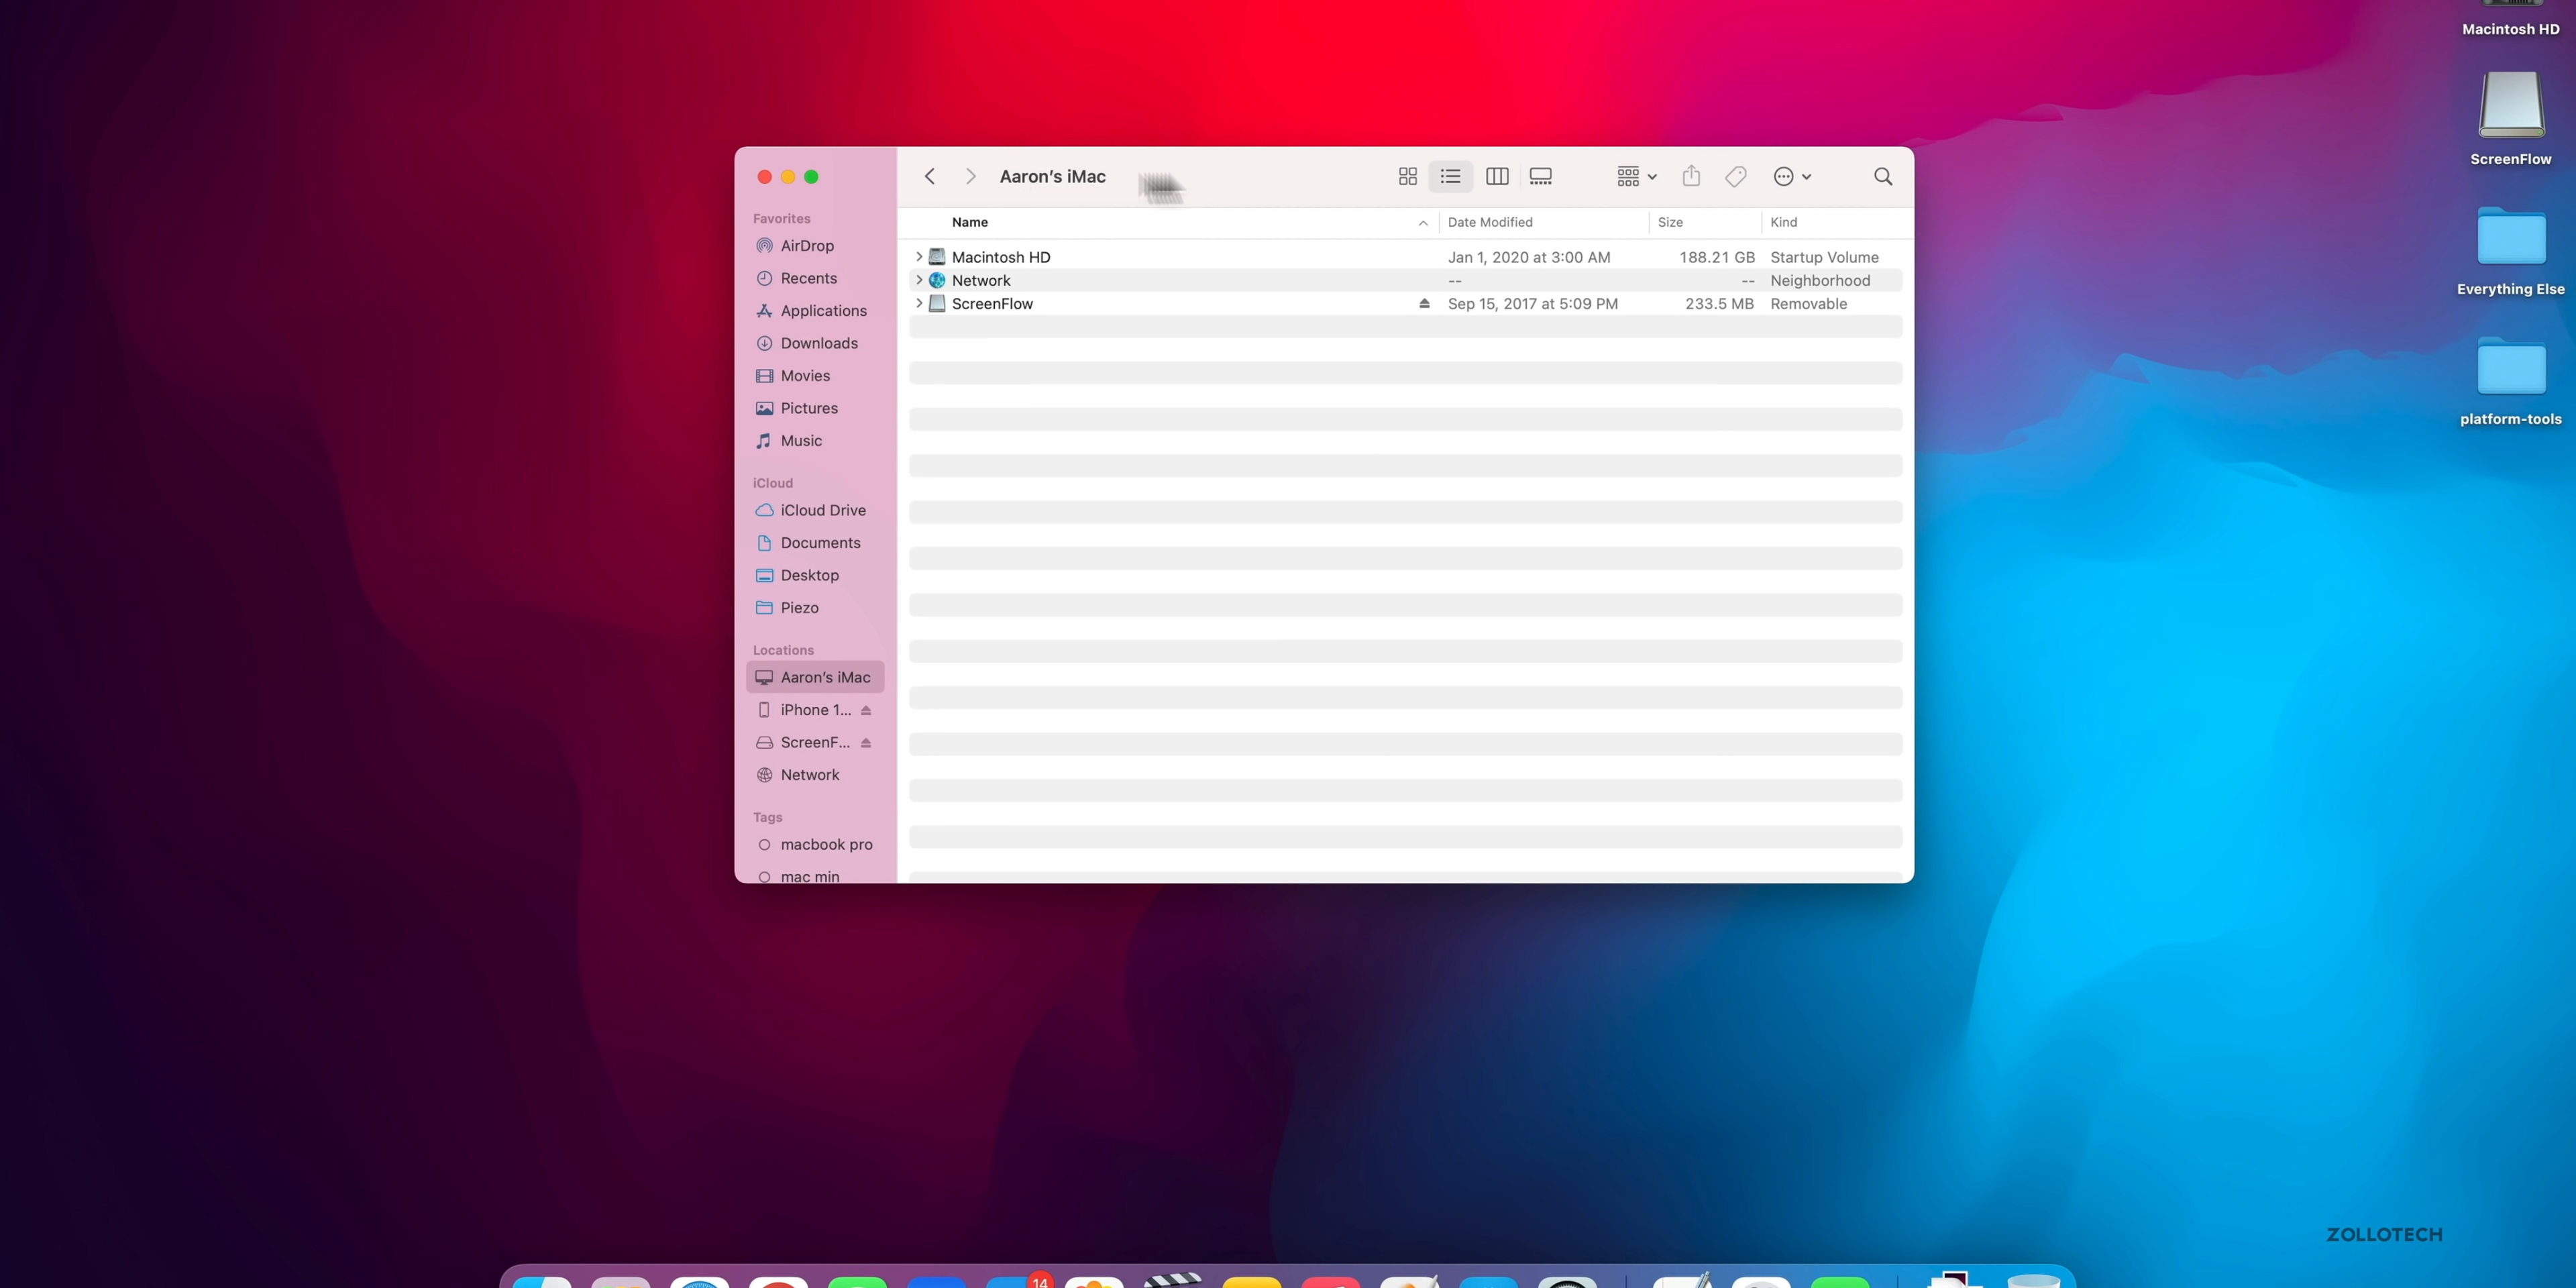 Macintosh HD
ScreenFlow
Everything Else
platform-tools
Aaron’s iMac
Favorites
AirDrop
Recents
Applications
Downloads
Movies
Pictures
Music
iCloud
iCloud Drive
Documents
Desktop
Piezo
Locations
Aaron’s iMac
iPhone 1...
ScreenF...
Network
Tags
macbook pro
mac min
Name Date Modified Size Kind
Macintosh HD Jan 1, 2020 at 3:00 AM 188.21 GB Startup Volume
Network -- -- Neighborhood
ScreenFlow Sep 15, 2017 at 5:09 PM 233.5 MB Removable
ZOLLOTECH
14